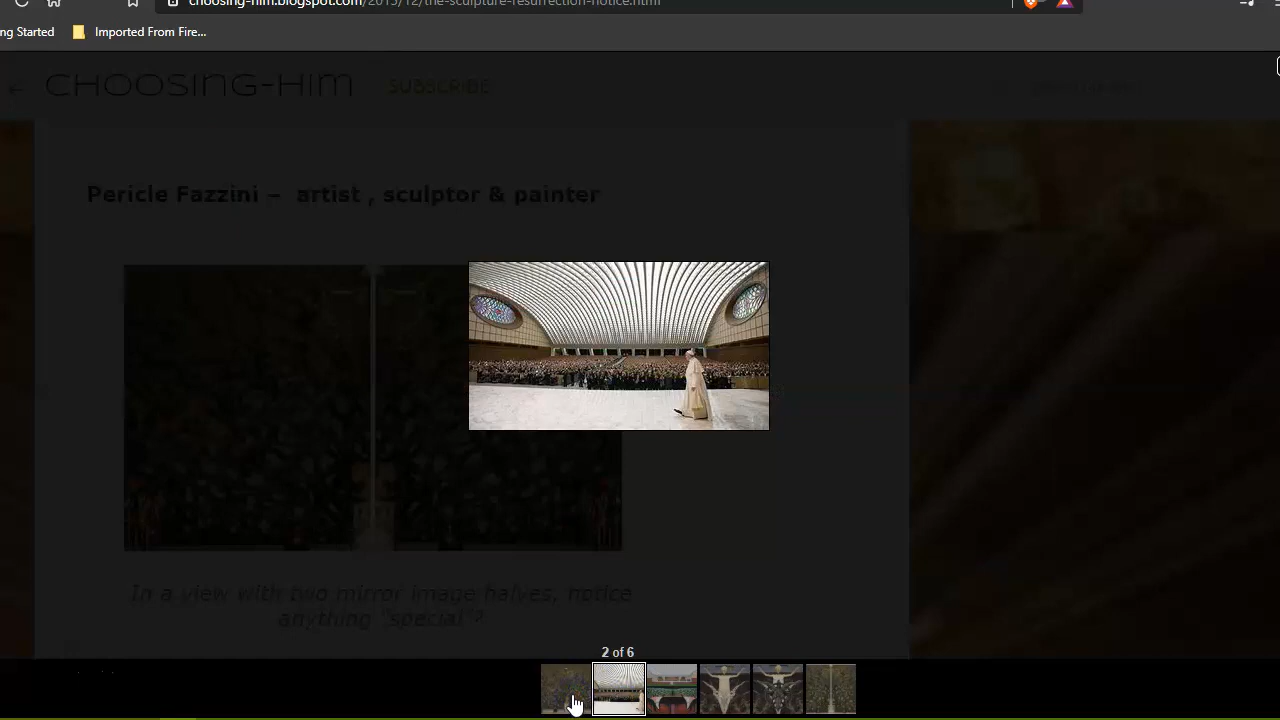 choosing-him.blogspot.com/2015/12/the-sculpture-resurrection-notice.html
ng Started
Imported From Fire...
CHOOSING-HIM
SUBSCRIBE
Pericle Fazzini – artist , sculptor & painter
In a view with two mirror image halves, notice
anything "special"?
2 of 6